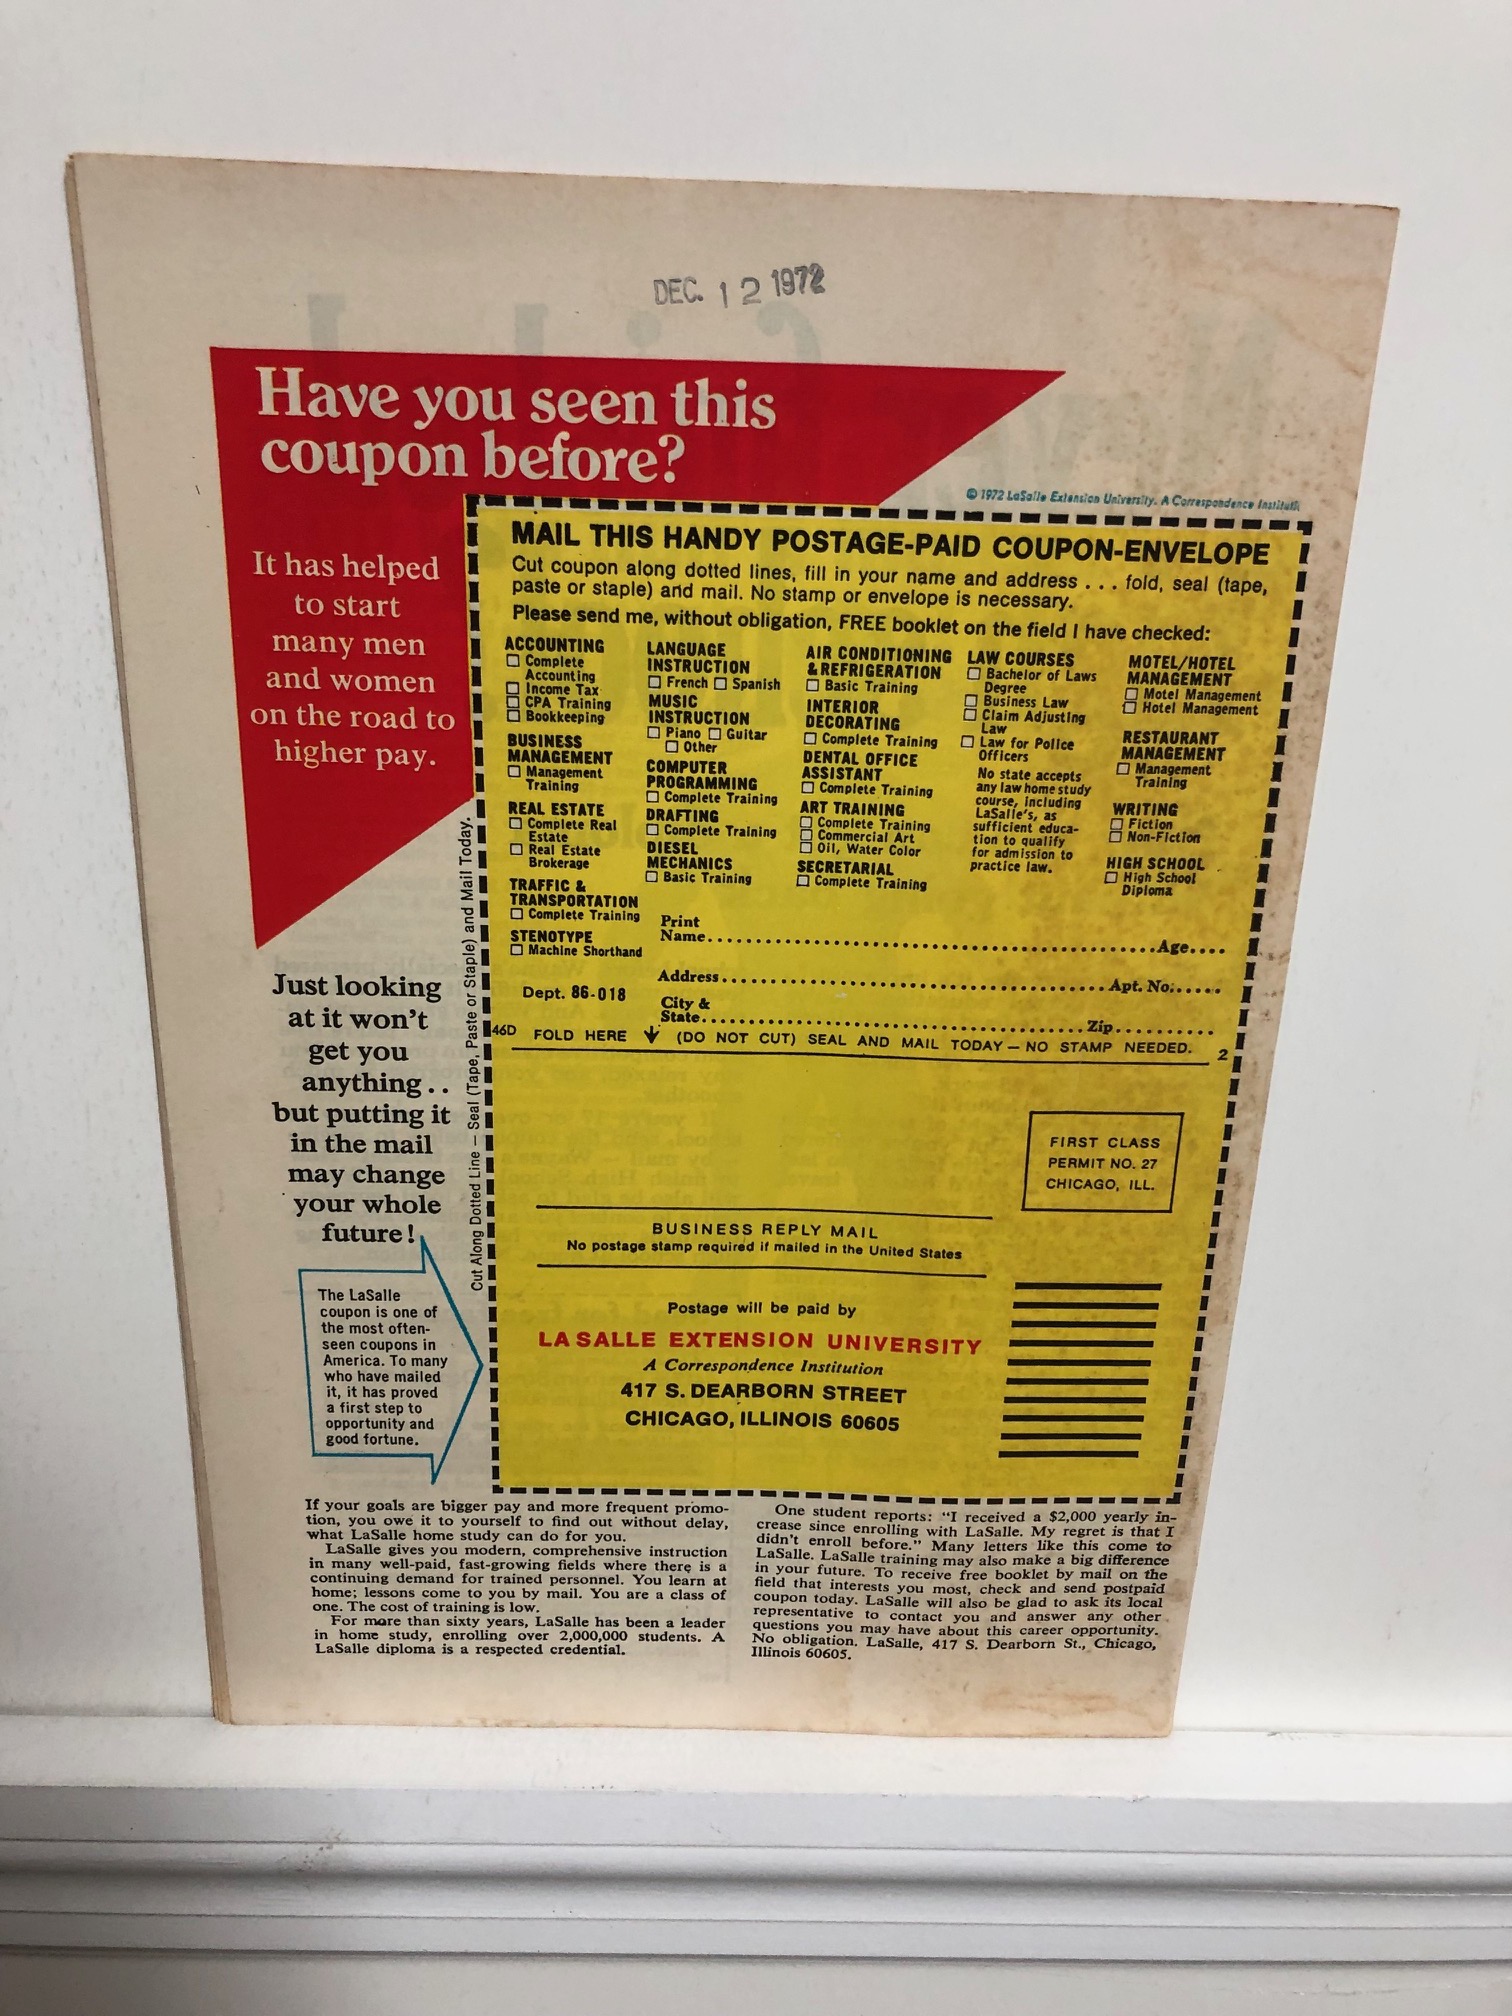 DEC. 12 1972
Have you seen this
coupon before?
© 1972 LaSalle Extension University. A Correspondence Instituti
It has helped
to start
many men
and women
on the road to
higher pay.
Just looking
at it won't
get you
anything..
but putting it
in the mail
may change
your whole
future!
The LaSalle
coupon is one of
the most often-
seen coupons in
America. To many
who have mailed
it, it has proved
a first step to
opportunity and
good fortune.
Cut Along Dotted Line – Seal (Tape, Paste or Staple) and Mail Today.
MAIL THIS HANDY POSTAGE-PAID COUPON-ENVELOPE
Cut coupon along dotted lines, fill in your name and address . . . fold, seal (tape,
paste or staple) and mail. No stamp or envelope is necessary.
Please send me, without obligation, FREE booklet on the field I have checked:
ACCOUNTING
☐ Complete
Accounting
☐ Income Tax
☐ CPA Training
☐ Bookkeeping
BUSINESS
MANAGEMENT
☐ Management
Training
REAL ESTATE
☐ Complete Real
Estate
☐ Real Estate
Brokerage
TRAFFIC &
TRANSPORTATION
☐ Complete Training
STENOTYPE
☐ Machine Shorthand
LANGUAGE
INSTRUCTION
☐ French ☐ Spanish
MUSIC
INSTRUCTION
☐ Piano ☐ Guitar
☐ Other
COMPUTER
PROGRAMMING
☐ Complete Training
DRAFTING
☐ Complete Training
DIESEL
MECHANICS
☐ Basic Training
AIR CONDITIONING
& REFRIGERATION
☐ Basic Training
INTERIOR
DECORATING
☐ Complete Training
DENTAL OFFICE
ASSISTANT
☐ Complete Training
ART TRAINING
☐ Complete Training
☐ Commercial Art
☐ Oil, Water Color
SECRETARIAL
☐ Complete Training
LAW COURSES
☐ Bachelor of Laws
Degree
☐ Business Law
☐ Claim Adjusting
Law
☐ Law for Police
Officers
No state accepts
any law home study
course, including
LaSalle's, as
sufficient educa-
tion to qualify
for admission to
practice law.
MOTEL/HOTEL
MANAGEMENT
☐ Motel Management
☐ Hotel Management
RESTAURANT
MANAGEMENT
☐ Management
Training
WRITING
☐ Fiction
☐ Non-Fiction
HIGH SCHOOL
☐ High School
Diploma
Print
Name..........Age....
Address..........Apt. No......
Dept. 86-018
City &
State..........Zip..........
46D FOLD HERE ↓ (DO NOT CUT) SEAL AND MAIL TODAY — NO STAMP NEEDED. 2
FIRST CLASS
PERMIT NO. 27
CHICAGO, ILL.
BUSINESS REPLY MAIL
No postage stamp required if mailed in the United States
Postage will be paid by
LA SALLE EXTENSION UNIVERSITY
A Correspondence Institution
417 S. DEARBORN STREET
CHICAGO, ILLINOIS 60605
If your goals are bigger pay and more frequent promo-
tion, you owe it to yourself to find out without delay,
what LaSalle home study can do for you.
LaSalle gives you modern, comprehensive instruction
in many well-paid, fast-growing fields where there is a
continuing demand for trained personnel. You learn at
home; lessons come to you by mail. You are a class of
one. The cost of training is low.
For more than sixty years, LaSalle has been a leader
in home study, enrolling over 2,000,000 students. A
LaSalle diploma is a respected credential.
One student reports: "I received a $2,000 yearly in-
crease since enrolling with LaSalle. My regret is that I
didn't enroll before." Many letters like this come to
LaSalle. LaSalle training may also make a big difference
in your future. To receive free booklet by mail on the
field that interests you most, check and send postpaid
coupon today. LaSalle will also be glad to ask its local
representative to contact you and answer any other
questions you may have about this career opportunity.
No obligation. LaSalle, 417 S. Dearborn St., Chicago,
Illinois 60605.